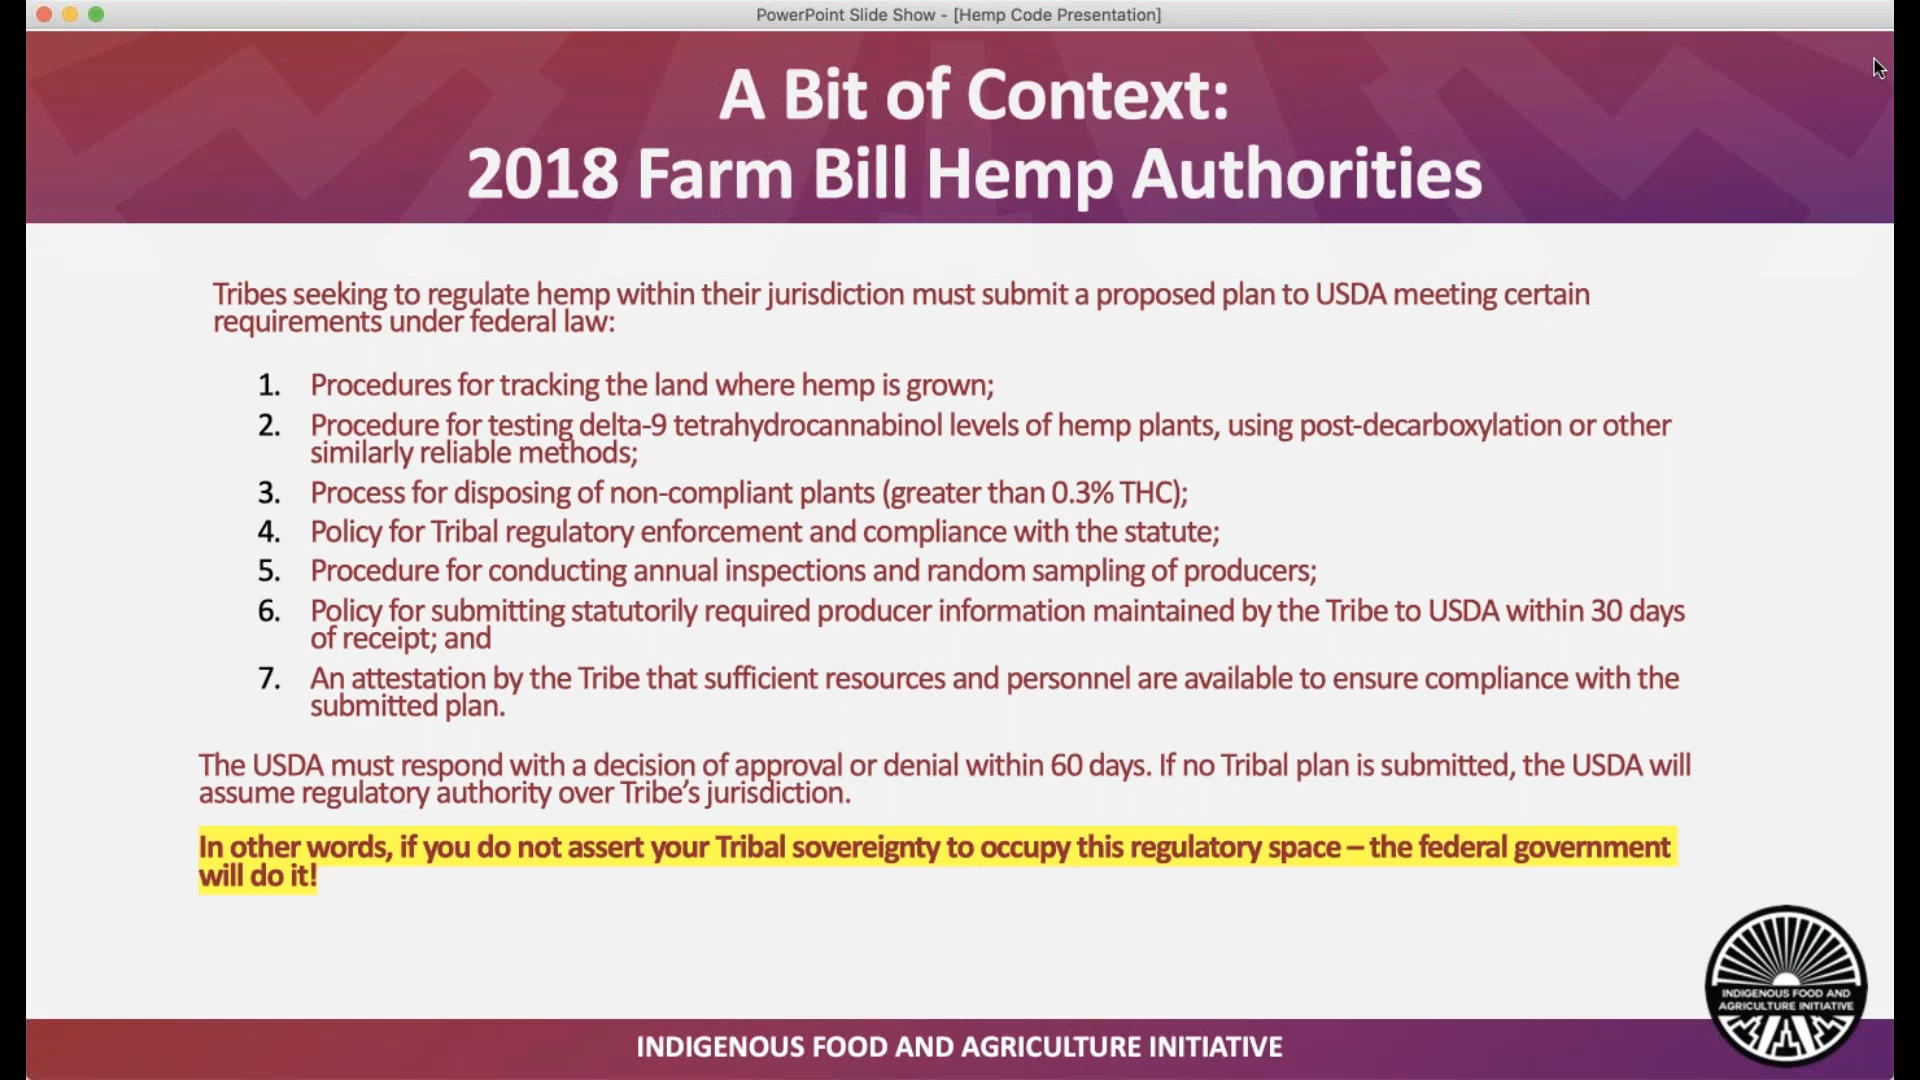 PowerPoint Slide Show - [Hemp Code Presentation]
A Bit of Context:
2018 Farm Bill Hemp Authorities
Tribes seeking to regulate hemp within their jurisdiction must submit a proposed plan to USDA meeting certain
requirements under federal law:
1. Procedures for tracking the land where hemp is grown;
2. Procedure for testing delta-9 tetrahydrocannabinol levels of hemp plants, using post-decarboxylation or other
similarly reliable methods;
3. Process for disposing of non-compliant plants (greater than 0.3% THC);
4. Policy for Tribal regulatory enforcement and compliance with the statute;
5. Procedure for conducting annual inspections and random sampling of producers;
6. Policy for submitting statutorily required producer information maintained by the Tribe to USDA within 30 days
of receipt; and
7. An attestation by the Tribe that sufficient resources and personnel are available to ensure compliance with the
submitted plan.
The USDA must respond with a decision of approval or denial within 60 days. If no Tribal plan is submitted, the USDA will
assume regulatory authority over Tribe’s jurisdiction.
In other words, if you do not assert your Tribal sovereignty to occupy this regulatory space – the federal government
will do it!
INDIGENOUS FOOD AND
AGRICULTURE INITIATIVE
INDIGENOUS FOOD AND AGRICULTURE INITIATIVE